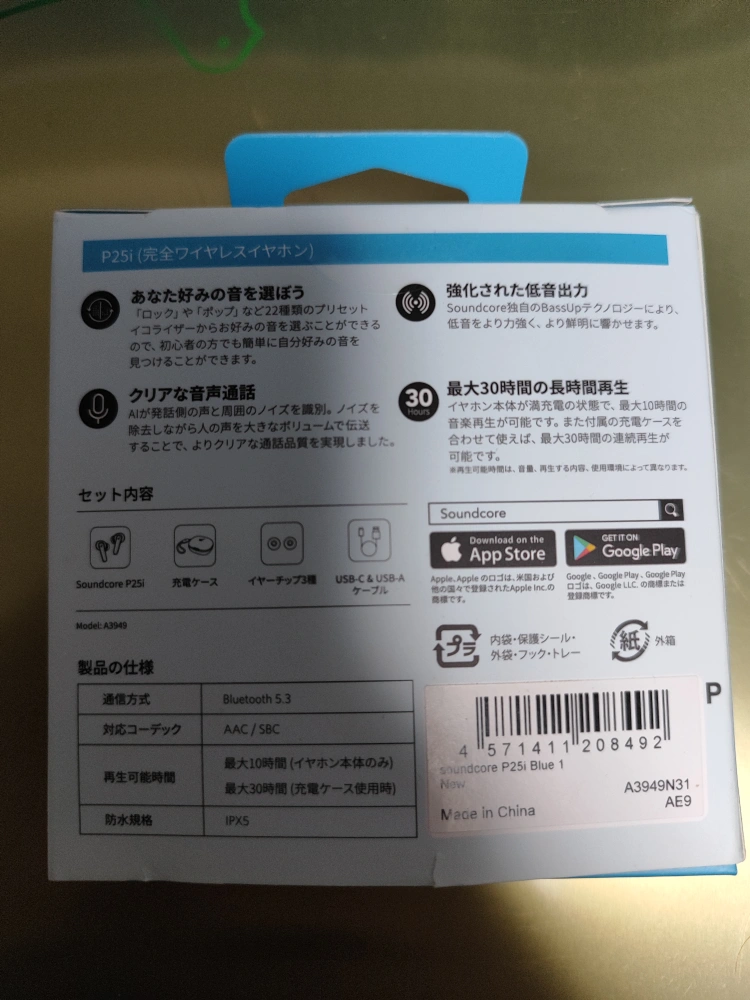 P25i (完全ワイヤレスイヤホン)
あなた好みの音を選ぼう
「ロック」や「ポップ」など22種類のプリセット
イコライザーからお好みの音を選ぶことができる
ので、初心者の方でも簡単に自分好みの音を
見つけることができます。
強化された低音出力
Soundcore独自のBassUpテクノロジーにより、
低音をより力強く、より鮮明に響かせます。
クリアな音声通話
AIが発話側の声と周囲のノイズを識別。ノイズを
除去しながら人の声を大きなボリュームで伝送
することで、よりクリアな通話品質を実現しました。
30
Hours
最大30時間の長時間再生
イヤホン本体が満充電の状態で、最大10時間の
音楽再生が可能です。また付属の充電ケースを
合わせて使えば、最大30時間の連続再生が
可能です。
※再生可能時間は、音量、再生する内容、使用環境によって異なります。
セット内容
Soundcore P25i
充電ケース
イヤーチップ3種
USB-C & USB-A
ケーブル
Model: A3949
Soundcore
Download on the
App Store
GET IT ON
Google Play
Apple、Apple のロゴは、米国および
他の国々で登録されたApple Inc.の
商標です。
Google 、Google Play 、Google Play
ロゴは、Google LLC. の商標または
登録商標です。
プラ
内袋・保護シール・
外袋・フック・トレー
紙
外箱
製品の仕様
通信方式 Bluetooth 5.3
対応コーデック AAC / SBC
再生可能時間 最大10時間 (イヤホン本体のみ)
最大30時間 (充電ケース使用時)
防水規格 IPX5
P
4 571411 208492
soundcore P25i Blue 1
New
A3949N31
AE9
Made in China